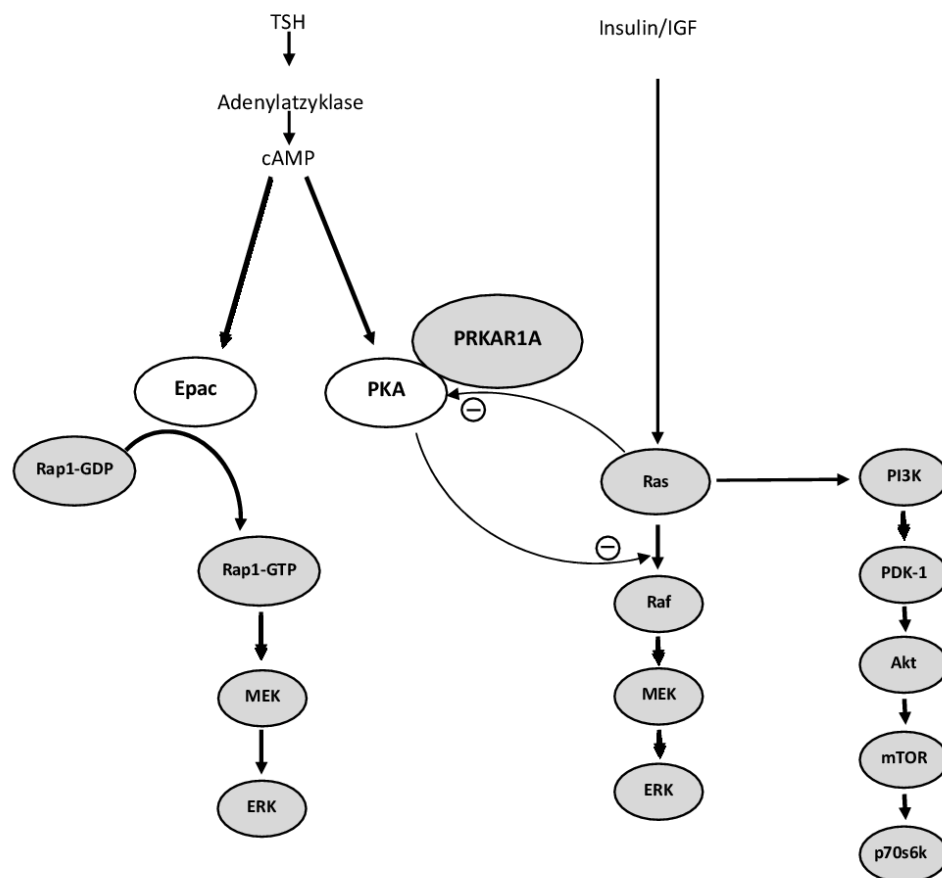 TSH
Insulin/IGF
Adenylatzyklase
cAMP
PRKAR1A
Epac
PKA
Rap1-GDP
Ras
PI3K
Rap1-GTP
PDK-1
Raf
Akt
MEK
MEK
mTOR
ERK
ERK
p70s6k